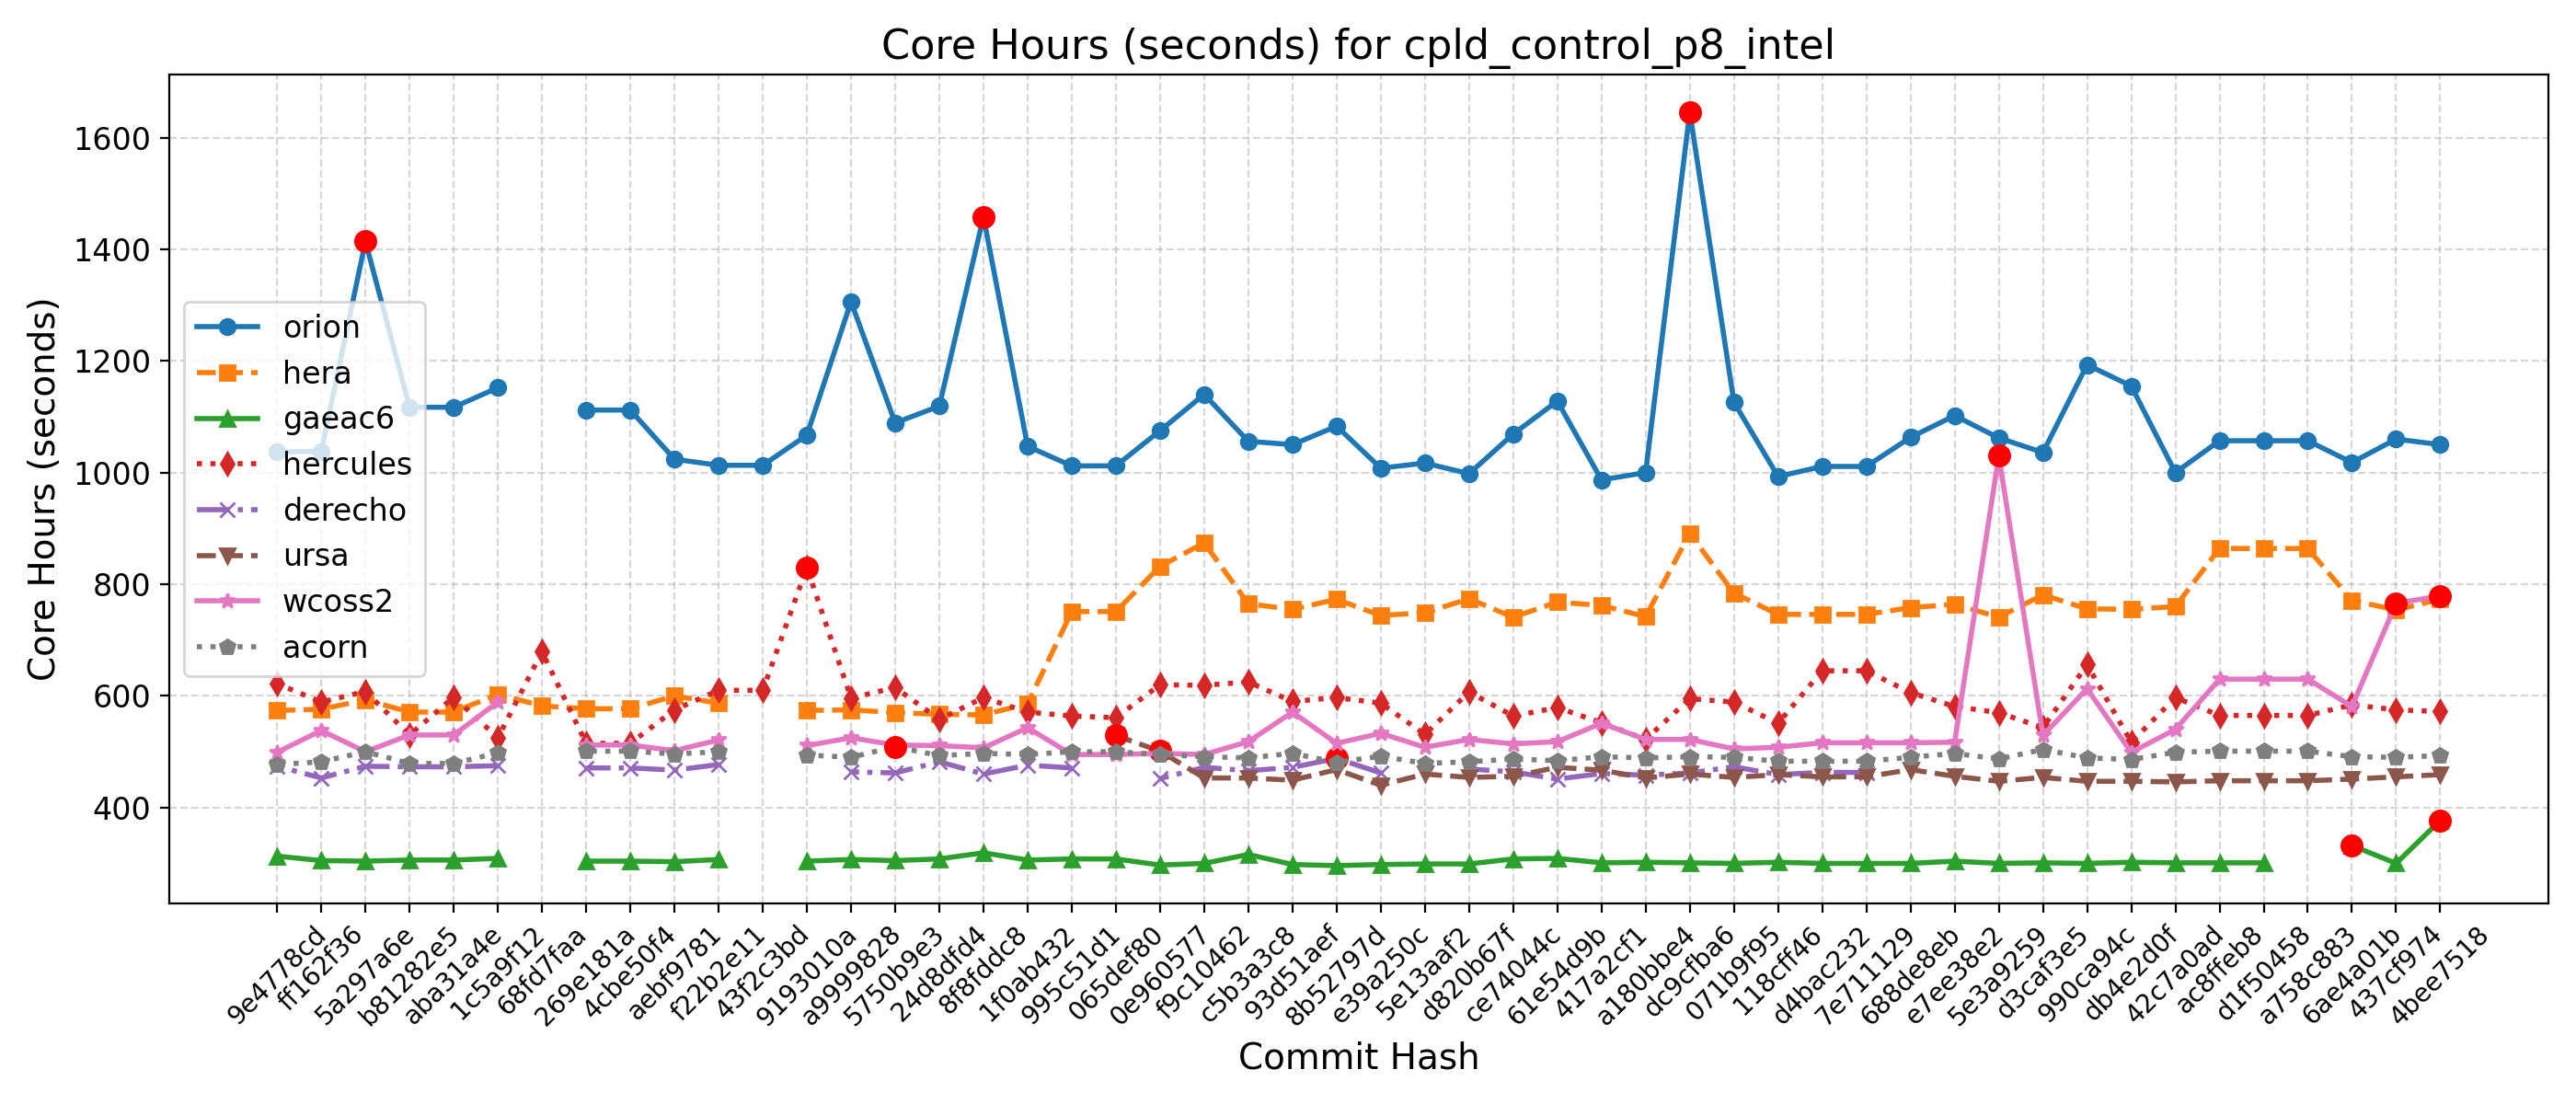 Core Hours (seconds) for cpld_control_p8_intel
Core Hours (seconds)
1600
1400
1200
1000
800
600
400
orion
hera
gaeac6
hercules
derecho
ursa
wcoss2
acorn
9e4778cd
ff162f36
5a297a6e
b81282e5
aba31a4e
1c5a9f12
68fd7faa
269e181a
4cbe50f4
aebf9781
f22b2e11
43f2c3bd
9193010a
a9999828
5750b9e3
24d8dfd4
8f8fddc8
1f0ab432
995c51d1
065def80
0e960577
f9c10462
c5b3a3c8
93d51aef
8b52797d
e39a250c
5e13aaf2
d820b67f
ce74044c
61e54d9b
417a2cf1
a180bbe4
dc9cfba6
071b9f95
118cff46
d4bac232
7e711129
688de8eb
e7ee38e2
5e3a9259
d3caf3e5
990ca94c
db4e2d0f
42c7a0ad
ac8ffeb8
d1f50458
a758c883
6ae4a01b
437cf974
4bee7518
Commit Hash